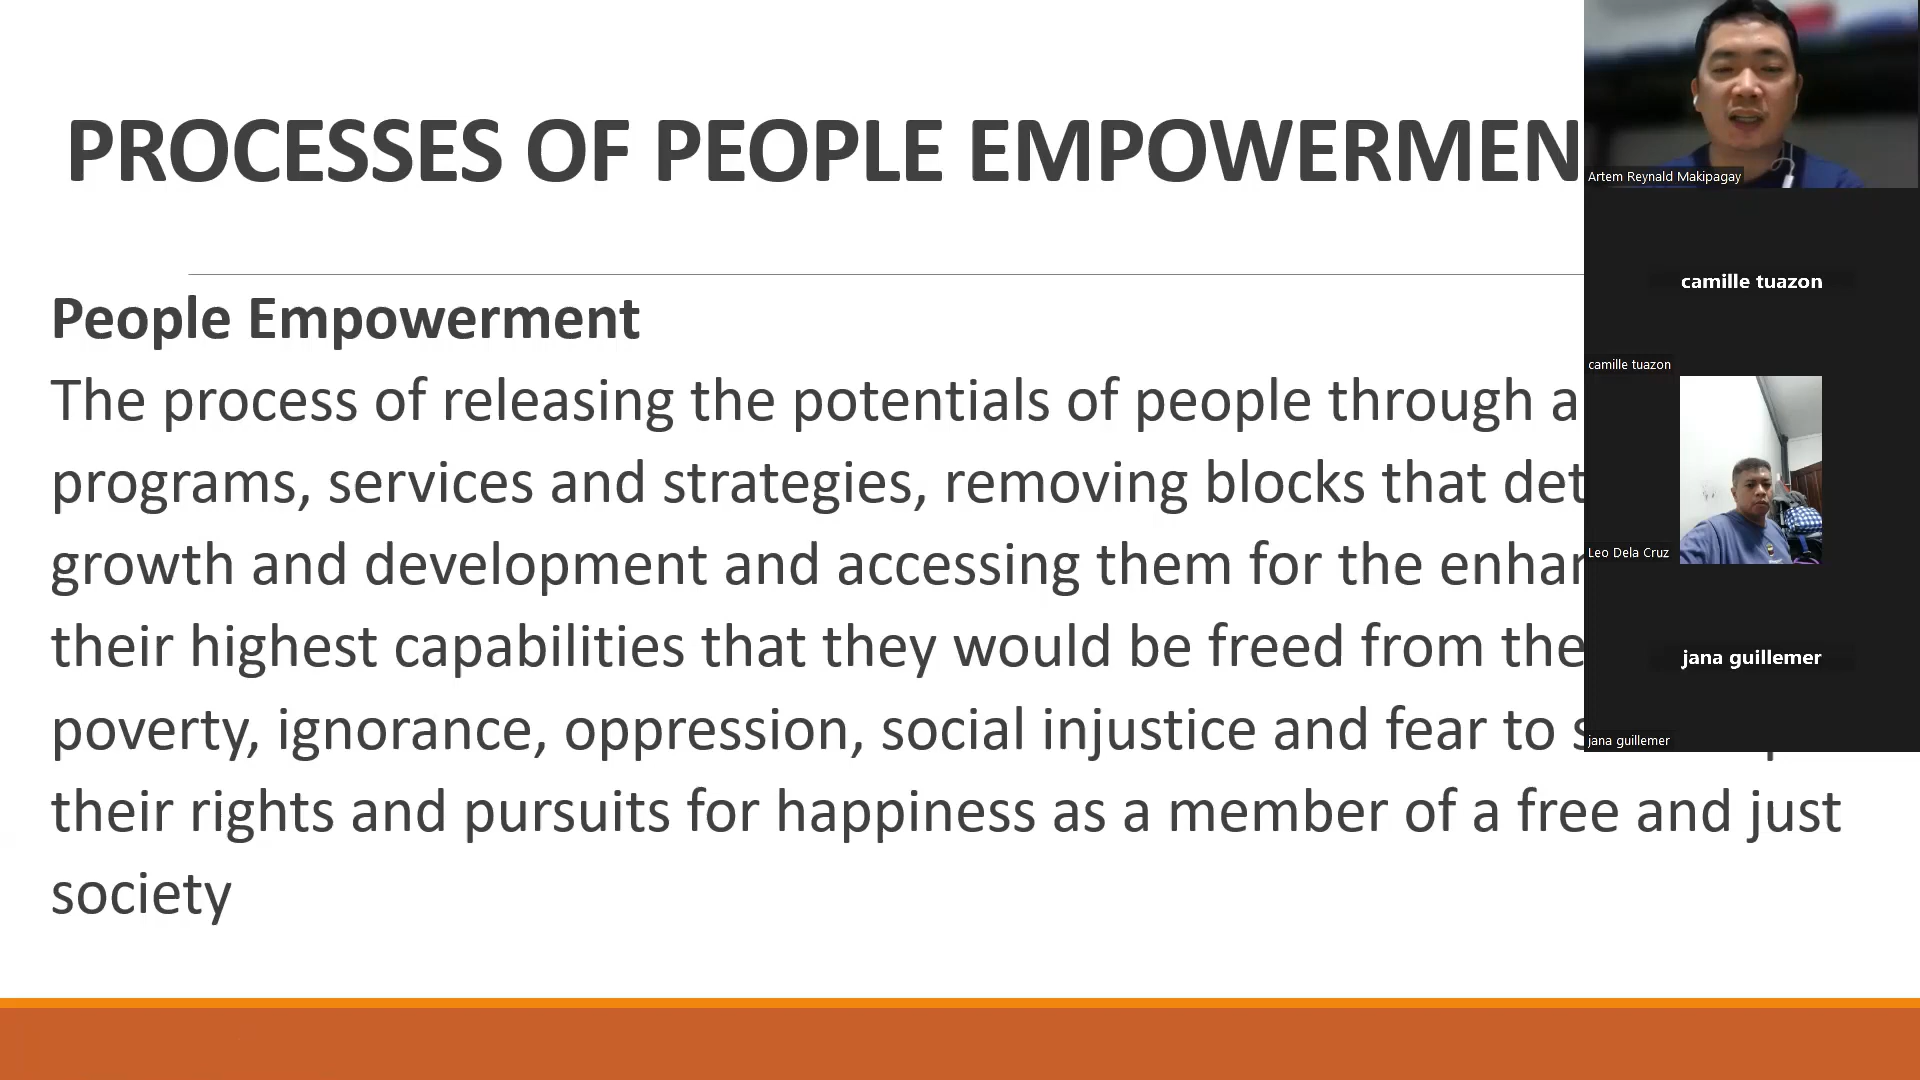 PROCESSES OF PEOPLE EMPOWERMEN
People Empowerment
The process of releasing the potentials of people through a
programs, services and strategies, removing blocks that det
growth and development and accessing them for the enhan
their highest capabilities that they would be freed from the
poverty, ignorance, oppression, social injustice and fear to
their rights and pursuits for happiness as a member of a free and just
society
Artem Reynald Makipagay
camille tuazon
camille tuazon
Leo Dela Cruz
jana guillemer
jana guillemer